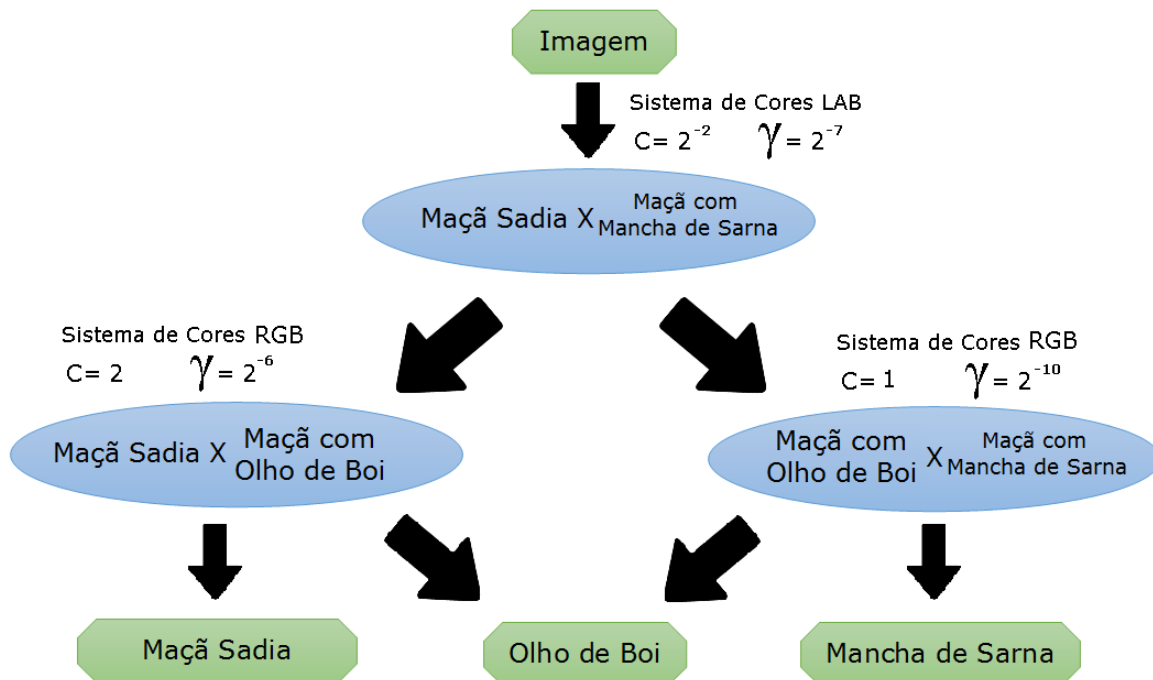 Imagem
Sistema de Cores LAB
C= 2⁻² γ = 2⁻⁷
Maçã Sadia X Maçã com
Mancha de Sarna
Sistema de Cores RGB
C= 2 γ = 2⁻⁶
Sistema de Cores RGB
C= 1 γ = 2⁻¹⁰
Maçã Sadia X Maçã com
Olho de Boi
Maçã com
Olho de Boi X Maçã com
Mancha de Sarna
Maçã Sadia
Olho de Boi
Mancha de Sarna